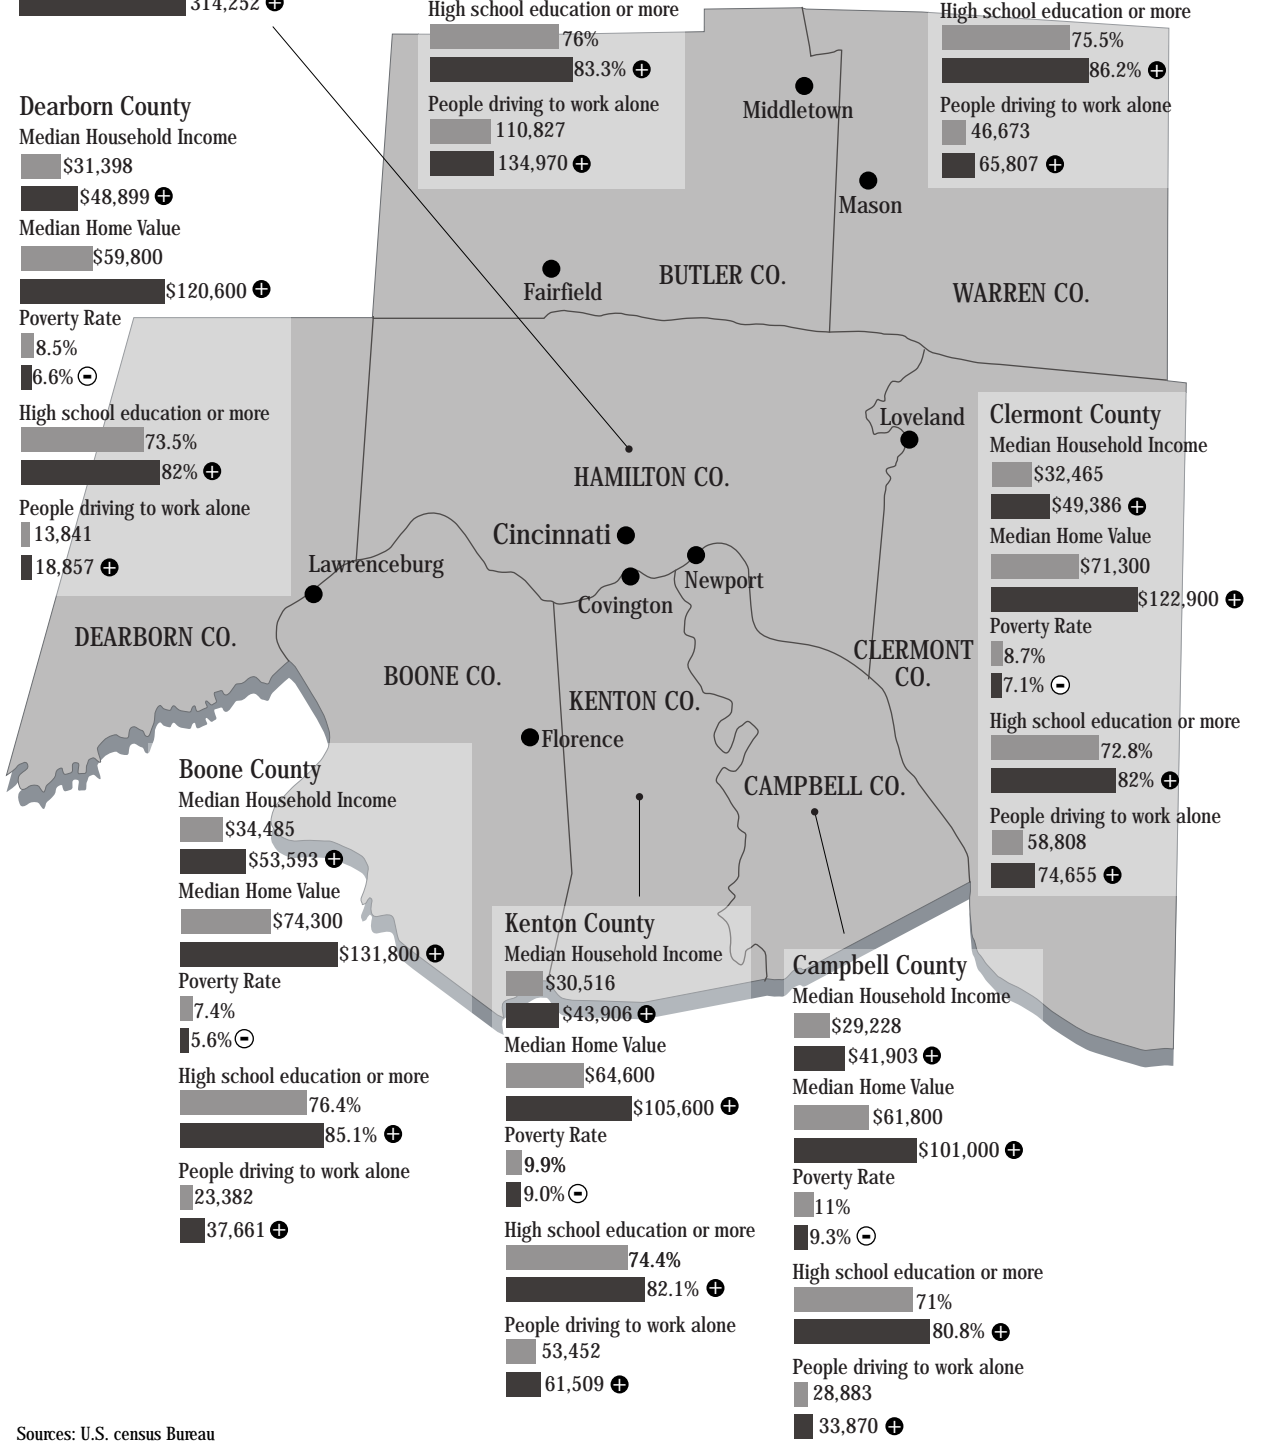 314,252 +
High school education or more
76%
83.3% +
People driving to work alone
110,827
134,970 +
High school education or more
75.5%
86.2% +
People driving to work alone
46,673
65,807 +
Dearborn County
Median Household Income
$31,398
$48,899 +
Median Home Value
$59,800
$120,600 +
Poverty Rate
8.5%
6.6% -
High school education or more
73.5%
82% +
People driving to work alone
13,841
18,857 +
Middletown
Mason
Fairfield
BUTLER CO.
WARREN CO.
Loveland
HAMILTON CO.
Cincinnati
Newport
Covington
Lawrenceburg
DEARBORN CO.
BOONE CO.
KENTON CO.
CLERMONT
CO.
Florence
CAMPBELL CO.
Clermont County
Median Household Income
$32,465
$49,386 +
Median Home Value
$71,300
$122,900 +
Poverty Rate
8.7%
7.1% -
High school education or more
72.8%
82% +
People driving to work alone
58,808
74,655 +
Boone County
Median Household Income
$34,485
$53,593 +
Median Home Value
$74,300
$131,800 +
Poverty Rate
7.4%
5.6% -
High school education or more
76.4%
85.1% +
People driving to work alone
23,382
37,661 +
Kenton County
Median Household Income
$30,516
$43,906 +
Median Home Value
$64,600
$105,600 +
Poverty Rate
9.9%
9.0% -
High school education or more
74.4%
82.1% +
People driving to work alone
53,452
61,509 +
Campbell County
Median Household Income
$29,228
$41,903 +
Median Home Value
$61,800
$101,000 +
Poverty Rate
11%
9.3% -
High school education or more
71%
80.8% +
People driving to work alone
28,883
33,870 +
Sources: U.S. census Bureau